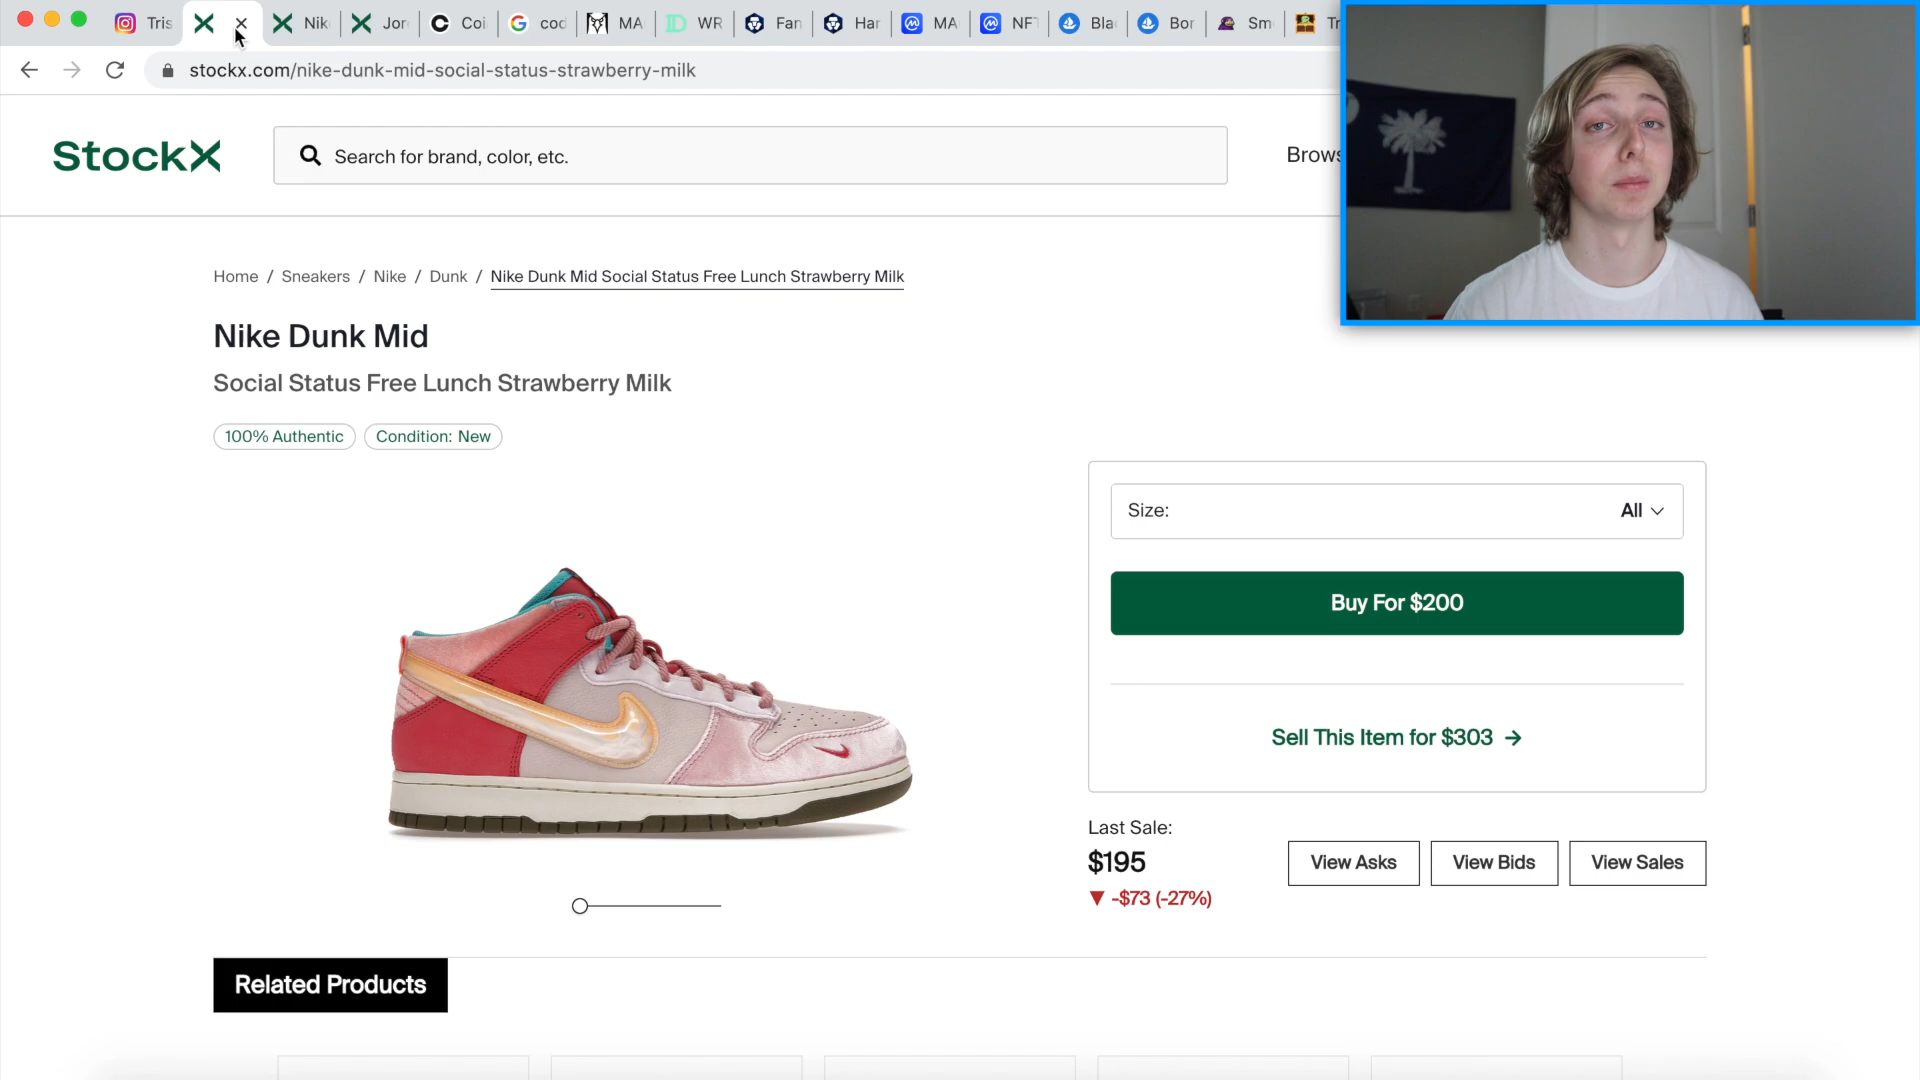 Tris
Nik
Jor
Coi
cod
MA
WR
Fan
Har
MA
NFT
Bla
Bor
Sm
Tr
stockx.com/nike-dunk-mid-social-status-strawberry-milk
StockX
Search for brand, color, etc.
Brows
Home / Sneakers / Nike / Dunk / Nike Dunk Mid Social Status Free Lunch Strawberry Milk
Nike Dunk Mid
Social Status Free Lunch Strawberry Milk
100% Authentic
Condition: New
Size: All
Buy For $200
Sell This Item for $303 →
Last Sale:
$195
▼ -$73 (-27%)
View Asks
View Bids
View Sales
Related Products